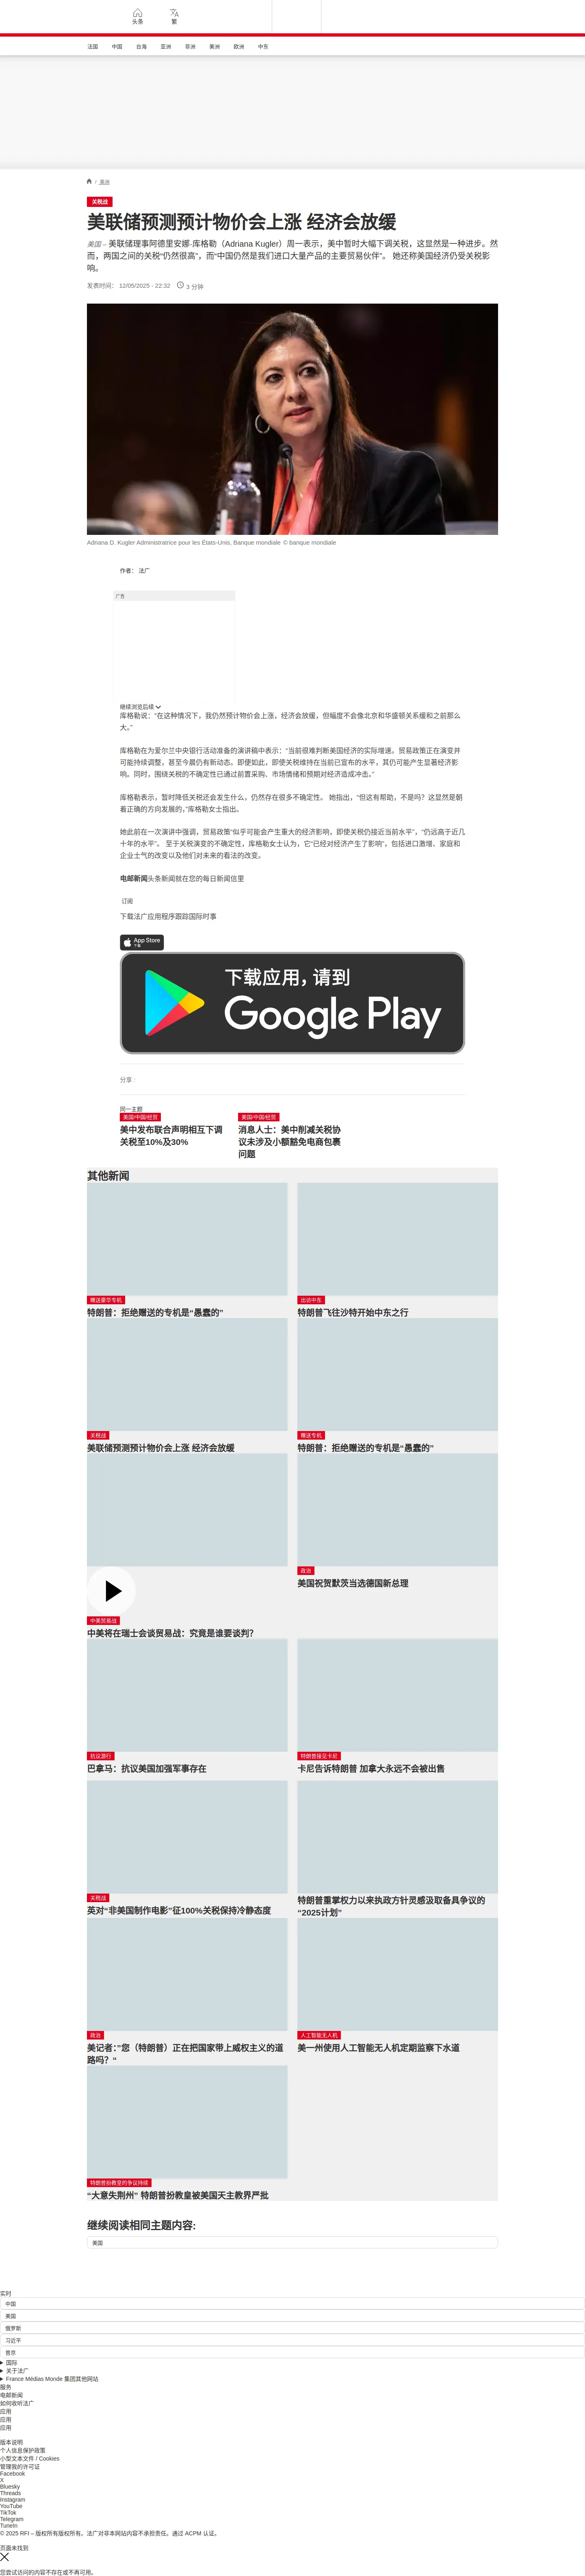 头条
繁
法国
中国
台海
亚洲
非洲
美洲
欧洲
中东
/ 美洲
关税战
美联储预测预计物价会上涨 经济会放缓
美国 – 美联储理事阿德里安娜-库格勒（Adriana Kugler）周一表示，美中暂时大幅下调关税，这显然是一种进步。然
而，两国之间的关税“仍然很高”，而“中国仍然是我们进口大量产品的主要贸易伙伴”。 她还称美国经济仍受关税影
响。
发表时间： 12/05/2025 - 22:32
3 分钟
Adriana D. Kugler Administratrice pour les États-Unis, Banque mondiale © banque mondiale
作者： 法广
广告
继续浏览后续
库格勒说：“在这种情况下，我仍然预计物价会上涨，经济会放缓，但幅度不会像北京和华盛顿关系缓和之前那么
大。”
库格勒在为爱尔兰中央银行活动准备的演讲稿中表示：“当前很难判断美国经济的实际增速。贸易政策正在演变并
可能持续调整，甚至今晨仍有新动态。即便如此，即使关税维持在当前已宣布的水平，其仍可能产生显著经济影
响。同时，围绕关税的不确定性已通过前置采购、市场情绪和预期对经济造成冲击。”
库格勒表示，暂时降低关税还会发生什么，仍然存在很多不确定性。 她指出，“但这有帮助，不是吗？这显然是朝
着正确的方向发展的，”库格勒女士指出。
她此前在一次演讲中强调，贸易政策“似乎可能会产生重大的经济影响，即使关税仍接近当前水平”，“仍远高于近几
十年的水平”。 至于关税演变的不确定性，库格勒女士认为，它“已经对经济产生了影响”，包括进口激增、家庭和
企业士气的改变以及他们对未来的看法的改变。
电邮新闻头条新闻就在您的每日新闻信里
订阅
下载法广应用程序跟踪国际时事
App Store
下载
下载应用，请到
Google Play
分享 :
同一主题
美国/中国/经贸
美中发布联合声明相互下调
关税至10%及30%
美国/中国/经贸
消息人士：美中削减关税协
议未涉及小额豁免电商包裹
问题
其他新闻
赠送豪华专机
特朗普：拒绝赠送的专机是“愚蠢的”
出访中东
特朗普飞往沙特开始中东之行
关税战
美联储预测预计物价会上涨 经济会放缓
赠送专机
特朗普：拒绝赠送的专机是“愚蠢的”
中美贸易战
中美将在瑞士会谈贸易战：究竟是谁要谈判？
政治
美国祝贺默茨当选德国新总理
抗议游行
巴拿马：抗议美国加强军事存在
特朗普接见卡尼
卡尼告诉特朗普 加拿大永远不会被出售
关税战
英对“非美国制作电影”征100%关税保持冷静态度
特朗普重掌权力以来执政方针灵感汲取备具争议的
“2025计划”
政治
美记者:”您（特朗普）正在把国家带上威权主义的道
路吗？“
人工智能无人机
美一州使用人工智能无人机定期监察下水道
特朗普扮教皇的争议持续
“大意失荆州” 特朗普扮教皇被美国天主教界严批
继续阅读相同主题内容:
美国
实时
中国
美国
俄罗斯
习近平
普京
国际
关于法广
France Médias Monde 集团其他网站
服务
电邮新闻
如何收听法广
应用
应用
应用
版本说明
个人信息保护政策
小型文本文件 / Cookies
管理我的许可证
Facebook
X
Bluesky
Threads
Instagram
YouTube
TikTok
Telegram
TuneIn
© 2025 RFI – 版权所有版权所有。法广对非本网站内容不承担责任。通过 ACPM 认证。
页面未找到
您尝试访问的内容不存在或不再可用。